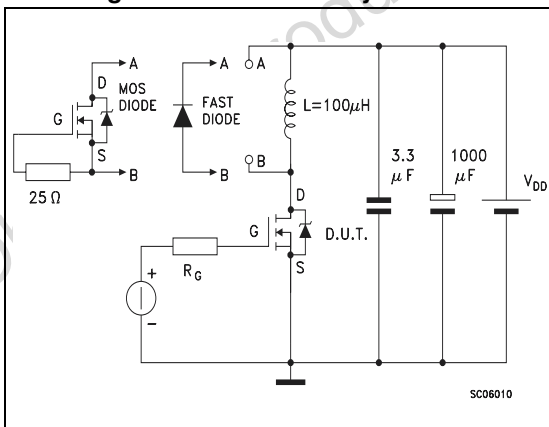 A
D
MOS
DIODE
G
S
B
25 Ω
A
FAST
DIODE
B
A
L=100μH
B
D
G
D.U.T.
S
RG
+
−
3.3
μF
1000
μF
VDD
SC06010